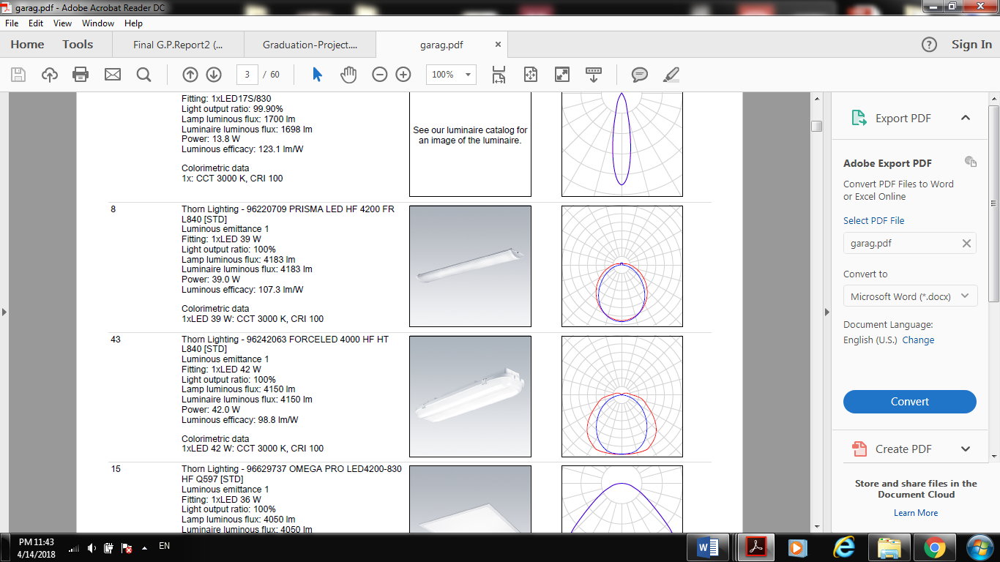 garag.pdf - Adobe Acrobat Reader DC
File Edit View Window Help
Home Tools Final G.P.Report2 (... Graduation-Project.... garag.pdf × ? Sign In
3 / 60 100%
Fitting: 1xLED17S/830
Light output ratio: 99.90%
Lamp luminous flux: 1700 lm
Luminaire luminous flux: 1698 lm
Power: 13.8 W
Luminous efficacy: 123.1 lm/W
Colorimetric data
1x: CCT 3000 K, CRI 100
See our luminaire catalog for
an image of the luminaire.
8
Thorn Lighting - 96220709 PRISMA LED HF 4200 FR
L840 [STD]
Luminous emittance 1
Fitting: 1xLED 39 W
Light output ratio: 100%
Lamp luminous flux: 4183 lm
Luminaire luminous flux: 4183 lm
Power: 39.0 W
Luminous efficacy: 107.3 lm/W
Colorimetric data
1xLED 39 W: CCT 3000 K, CRI 100
43
Thorn Lighting - 96242063 FORCELED 4000 HF HT
L840 [STD]
Luminous emittance 1
Fitting: 1xLED 42 W
Light output ratio: 100%
Lamp luminous flux: 4150 lm
Luminaire luminous flux: 4150 lm
Power: 42.0 W
Luminous efficacy: 98.8 lm/W
Colorimetric data
1xLED 42 W: CCT 3000 K, CRI 100
15
Thorn Lighting - 96629737 OMEGA PRO LED4200-830
HF Q597 [STD]
Luminous emittance 1
Fitting: 1xLED 36 W
Light output ratio: 100%
Lamp luminous flux: 4050 lm
Luminaire luminous flux: 4050 lm
Export PDF
Adobe Export PDF
Convert PDF Files to Word
or Excel Online
Select PDF File
garag.pdf
Convert to
Microsoft Word (*.docx)
Document Language:
English (U.S.) Change
Convert
Create PDF
Store and share files in the
Document Cloud
Learn More
PM 11:43
4/14/2018
EN